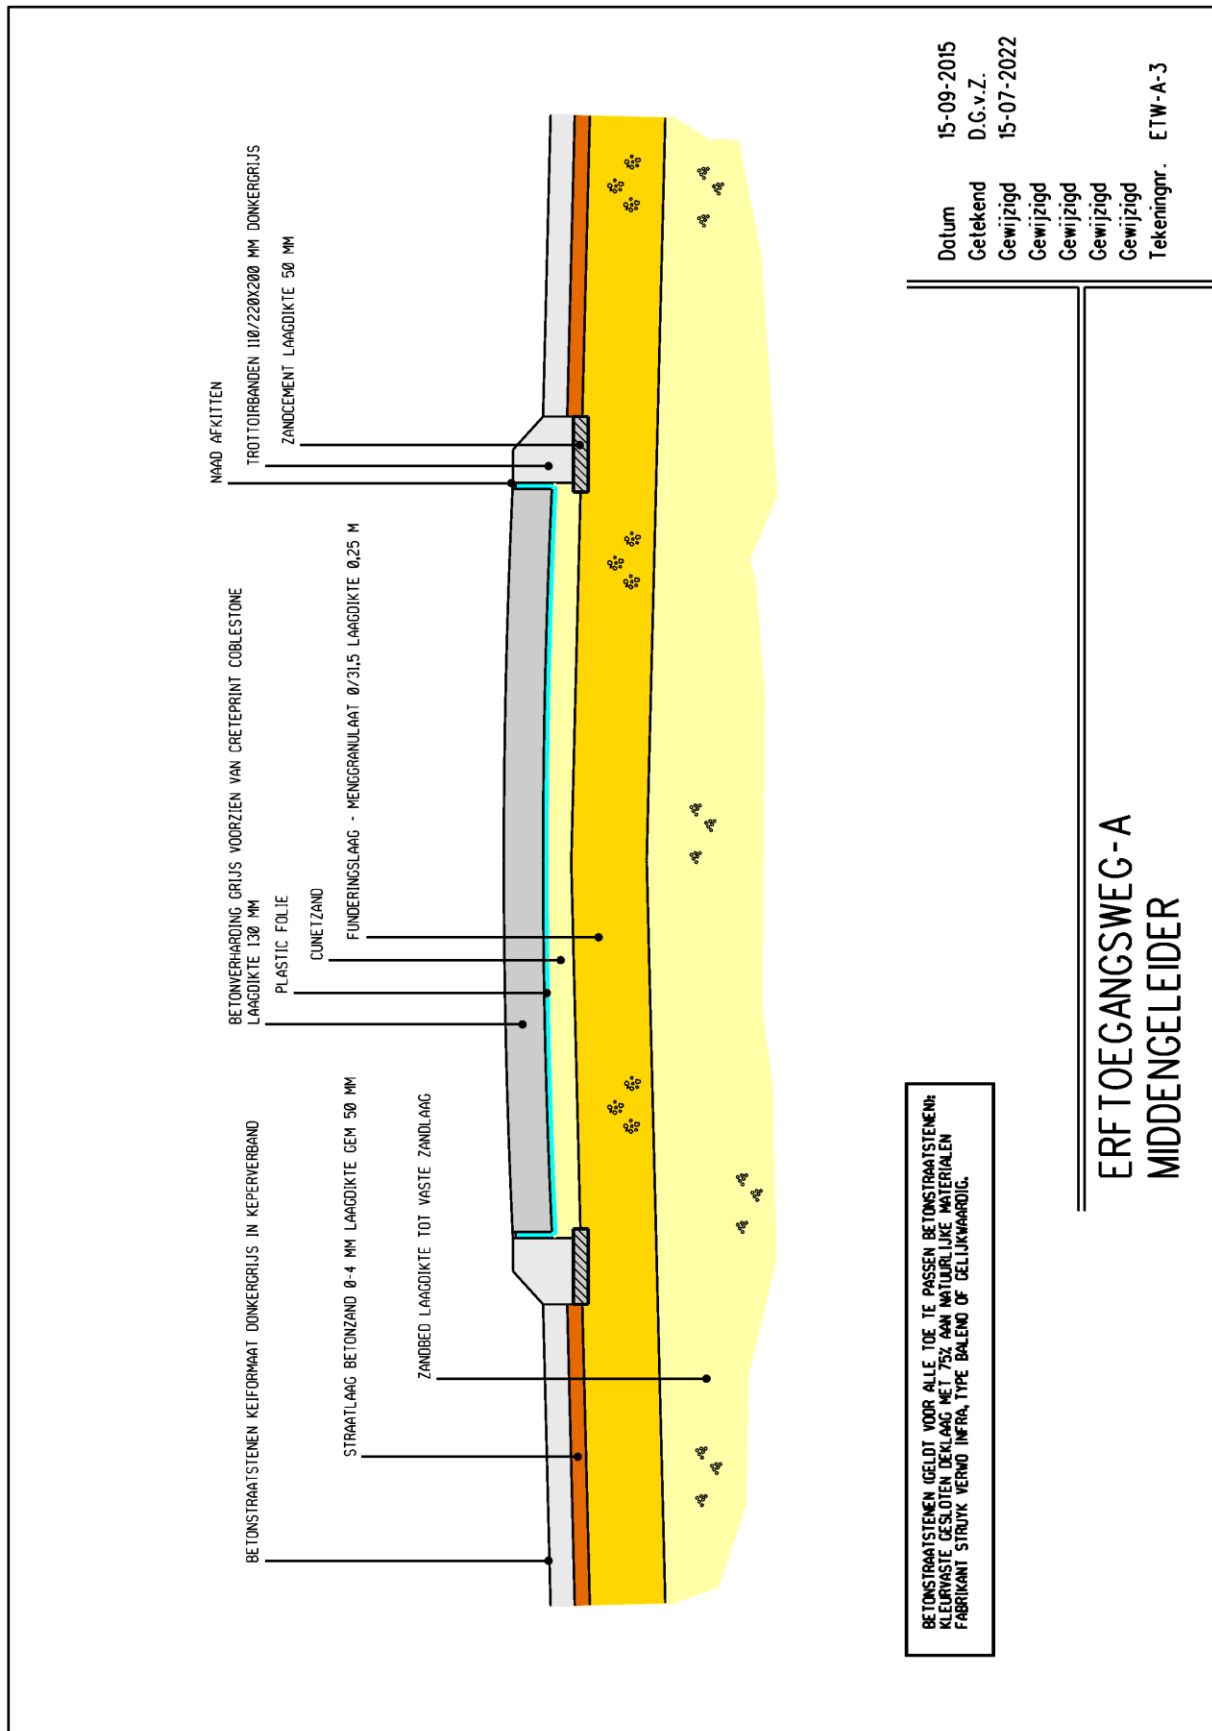 BETONSTRAATSTENEN KEIFORMAAT DONKERGRIJS IN KEPERVERBAND
STRAATLAAG BETONZAND 0-4 MM LAAGDIKTE GEM 50 MM
ZANDBED LAAGDIKTE TOT VASTE ZANDLAAG
BETONVERHARDING GRIJS VOORZIEN VAN CRETEPRINT COBLESTONE
LAAGDIKTE 130 MM
PLASTIC FOLIE
CUNETZAND
FUNDERINGSLAAG - MENGGRANULAAT 0/31,5 LAAGDIKTE 0,25 M
NAAD AFKITTEN
TROTTOIRBANDEN 110/220X200 MM DONKERGRIJS
ZANDCEMENT LAAGDIKTE 50 MM
BETONSTRAATSTENEN (GELDT VOOR ALLE TOE TE PASSEN BETONSTRAATSTENEN):
KLEURVASTE GESLOTEN DEKLAAG MET 75% AAN NATUURLIJKE MATERIALEN
FABRIKANT STRUYK VERWO INFRA, TYPE BALENO OF GELIJKWAARDIG.
ERFTOEGANGSWEG-A
MIDDENGELEIDER
Datum 15-09-2015
Getekend D.G.v.Z.
Gewijzigd 15-07-2022
Gewijzigd
Gewijzigd
Gewijzigd
Gewijzigd
Tekeningnr. ETW-A-3